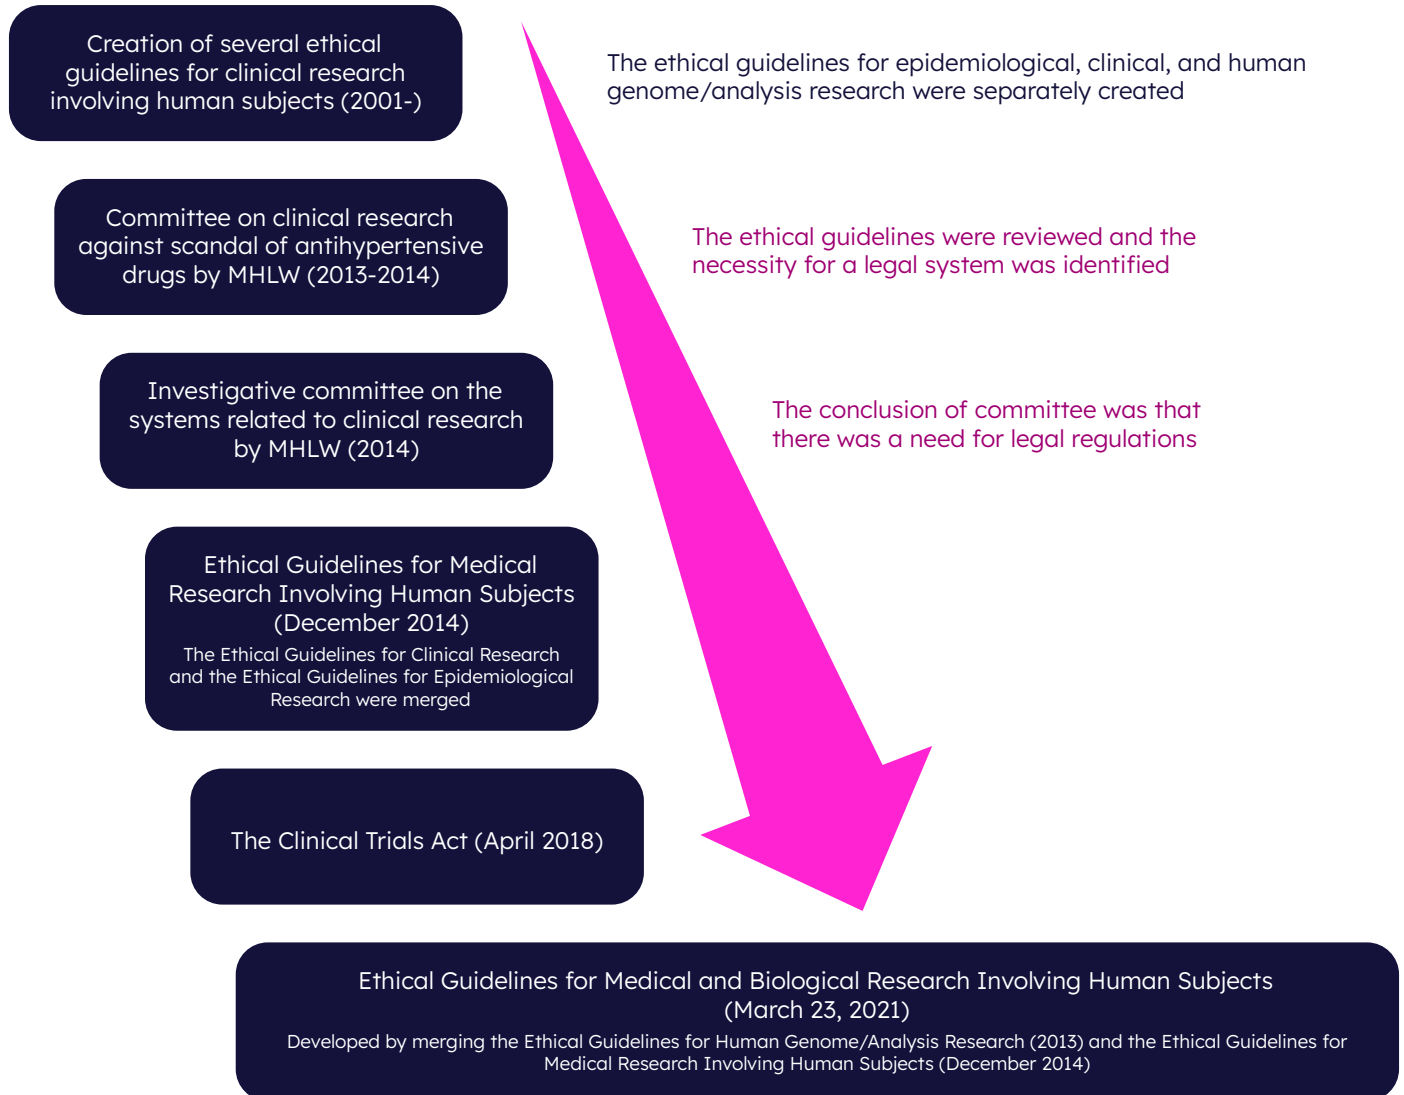 Creation of several ethical
guidelines for clinical research
involving human subjects (2001-)
The ethical guidelines for epidemiological, clinical, and human
genome/analysis research were separately created
Committee on clinical research
against scandal of antihypertensive
drugs by MHLW (2013-2014)
The ethical guidelines were reviewed and the
necessity for a legal system was identified
Investigative committee on the
systems related to clinical research
by MHLW (2014)
The conclusion of committee was that
there was a need for legal regulations
Ethical Guidelines for Medical
Research Involving Human Subjects
(December 2014)
The Ethical Guidelines for Clinical Research
and the Ethical Guidelines for Epidemiological
Research were merged
The Clinical Trials Act (April 2018)
Ethical Guidelines for Medical and Biological Research Involving Human Subjects
(March 23, 2021)
Developed by merging the Ethical Guidelines for Human Genome/Analysis Research (2013) and the Ethical Guidelines for
Medical Research Involving Human Subjects (December 2014)